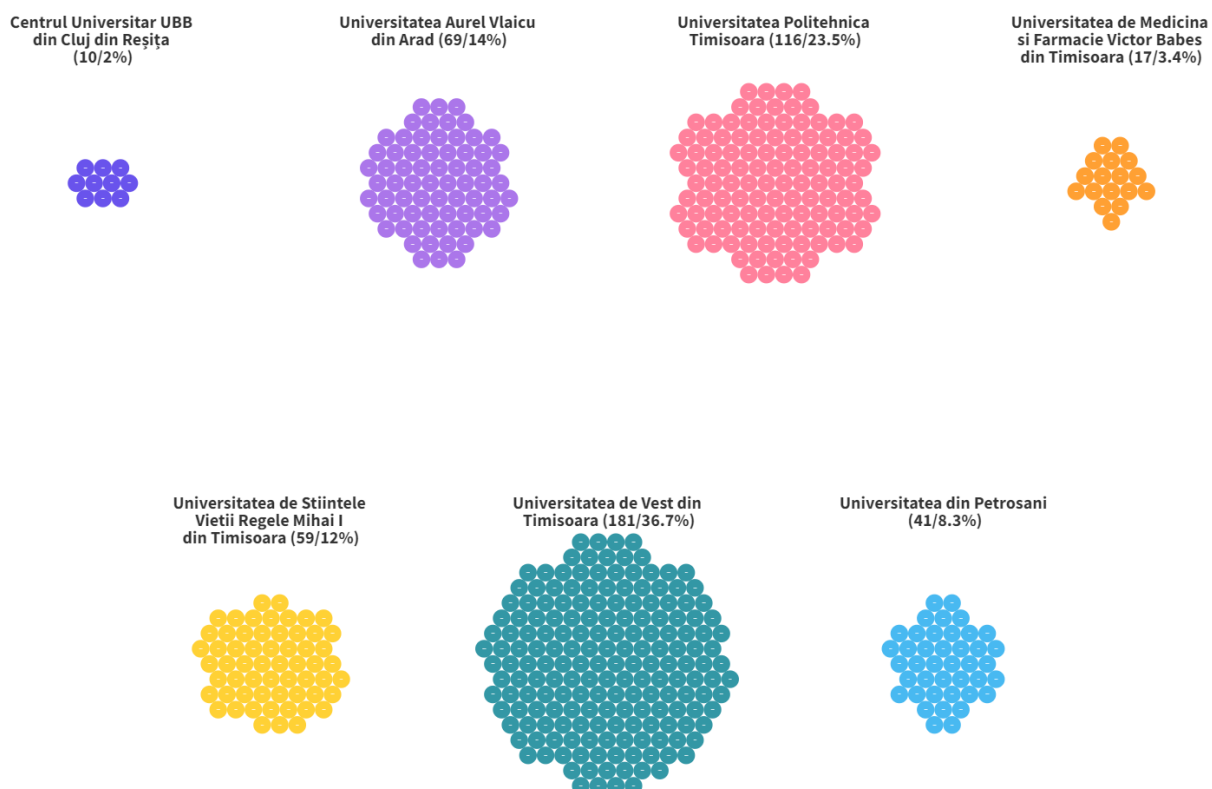 Centrul Universitar UBB
din Cluj din Reșița
(10/2%)
Universitatea Aurel Vlaicu
din Arad (69/14%)
Universitatea Politehnica
Timisoara (116/23.5%)
Universitatea de Medicina
si Farmacie Victor Babes
din Timisoara (17/3.4%)
Universitatea de Stiintele
Vietii Regele Mihai I
din Timisoara (59/12%)
Universitatea de Vest din
Timisoara (181/36.7%)
Universitatea din Petrosani
(41/8.3%)